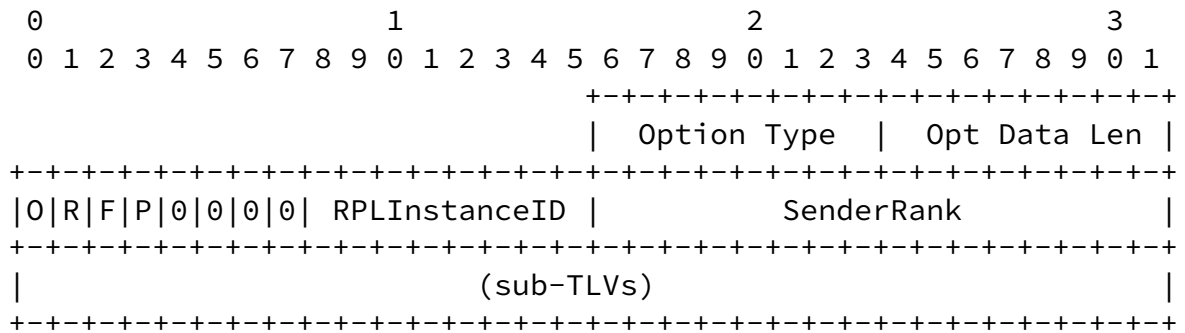 0                   1                   2                   3
 0 1 2 3 4 5 6 7 8 9 0 1 2 3 4 5 6 7 8 9 0 1 2 3 4 5 6 7 8 9 0 1
                                +-+-+-+-+-+-+-+-+-+-+-+-+-+-+-+-+
                                |  Option Type  |  Opt Data Len |
+-+-+-+-+-+-+-+-+-+-+-+-+-+-+-+-+-+-+-+-+-+-+-+-+-+-+-+-+-+-+-+-+
|O|R|F|P|0|0|0|0| RPLInstanceID |          SenderRank           |
+-+-+-+-+-+-+-+-+-+-+-+-+-+-+-+-+-+-+-+-+-+-+-+-+-+-+-+-+-+-+-+-+
|                         (sub-TLVs)                            |
+-+-+-+-+-+-+-+-+-+-+-+-+-+-+-+-+-+-+-+-+-+-+-+-+-+-+-+-+-+-+-+-+